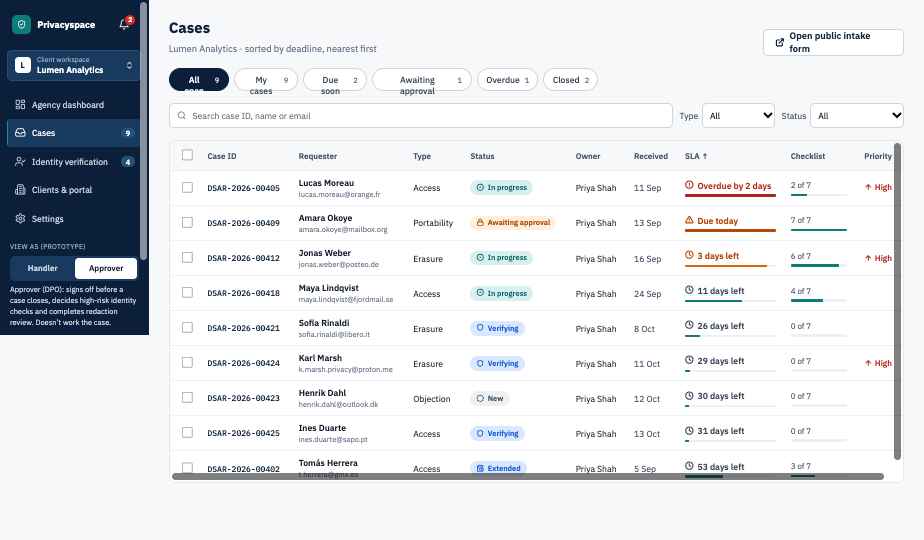 Privacyspace
2
Client workspace
L
Lumen Analytics
Agency dashboard
Cases 9
Identity verification 4
Clients & portal
Settings
VIEW AS (PROTOTYPE)
Handler Approver
Approver (DPO): signs off before a
case closes, decides high-risk identity
checks and completes redaction
review. Doesn't work the case.
Cases
Lumen Analytics · sorted by deadline, nearest first
Open public intake
form
All 9
My 9
cases
Due 2
soon
Awaiting 1
approval
Overdue 1
Closed 2
Search case ID, name or email
Type All
Status All
Case ID Requester Type Status Owner Received SLA ↑ Checklist Priority
DSAR-2026-00405 Lucas Moreau Access In progress Priya Shah 11 Sep Overdue by 2 days 2 of 7 ↑ High
lucas.moreau@orange.fr
DSAR-2026-00409 Amara Okoye Portability Awaiting approval Priya Shah 13 Sep Due today 7 of 7
amara.okoye@mailbox.org
DSAR-2026-00412 Jonas Weber Erasure In progress Priya Shah 16 Sep 3 days left 6 of 7 ↑ High
jonas.weber@posteo.de
DSAR-2026-00418 Maya Lindqvist Access In progress Priya Shah 24 Sep 11 days left 4 of 7
maya.lindqvist@fjordmail.se
DSAR-2026-00421 Sofia Rinaldi Erasure Verifying Priya Shah 8 Oct 26 days left 0 of 7
sofia.rinaldi@libero.it
DSAR-2026-00424 Karl Marsh Erasure Verifying Priya Shah 11 Oct 29 days left 0 of 7 ↑ High
k.marsh.privacy@proton.me
DSAR-2026-00423 Henrik Dahl Objection New Priya Shah 12 Oct 30 days left 0 of 7
henrik.dahl@outlook.dk
DSAR-2026-00425 Ines Duarte Access Verifying Priya Shah 13 Oct 31 days left 0 of 7
ines.duarte@sapo.pt
DSAR-2026-00402 Tomás Herrera Access Extended Priya Shah 5 Sep 53 days left 3 of 7